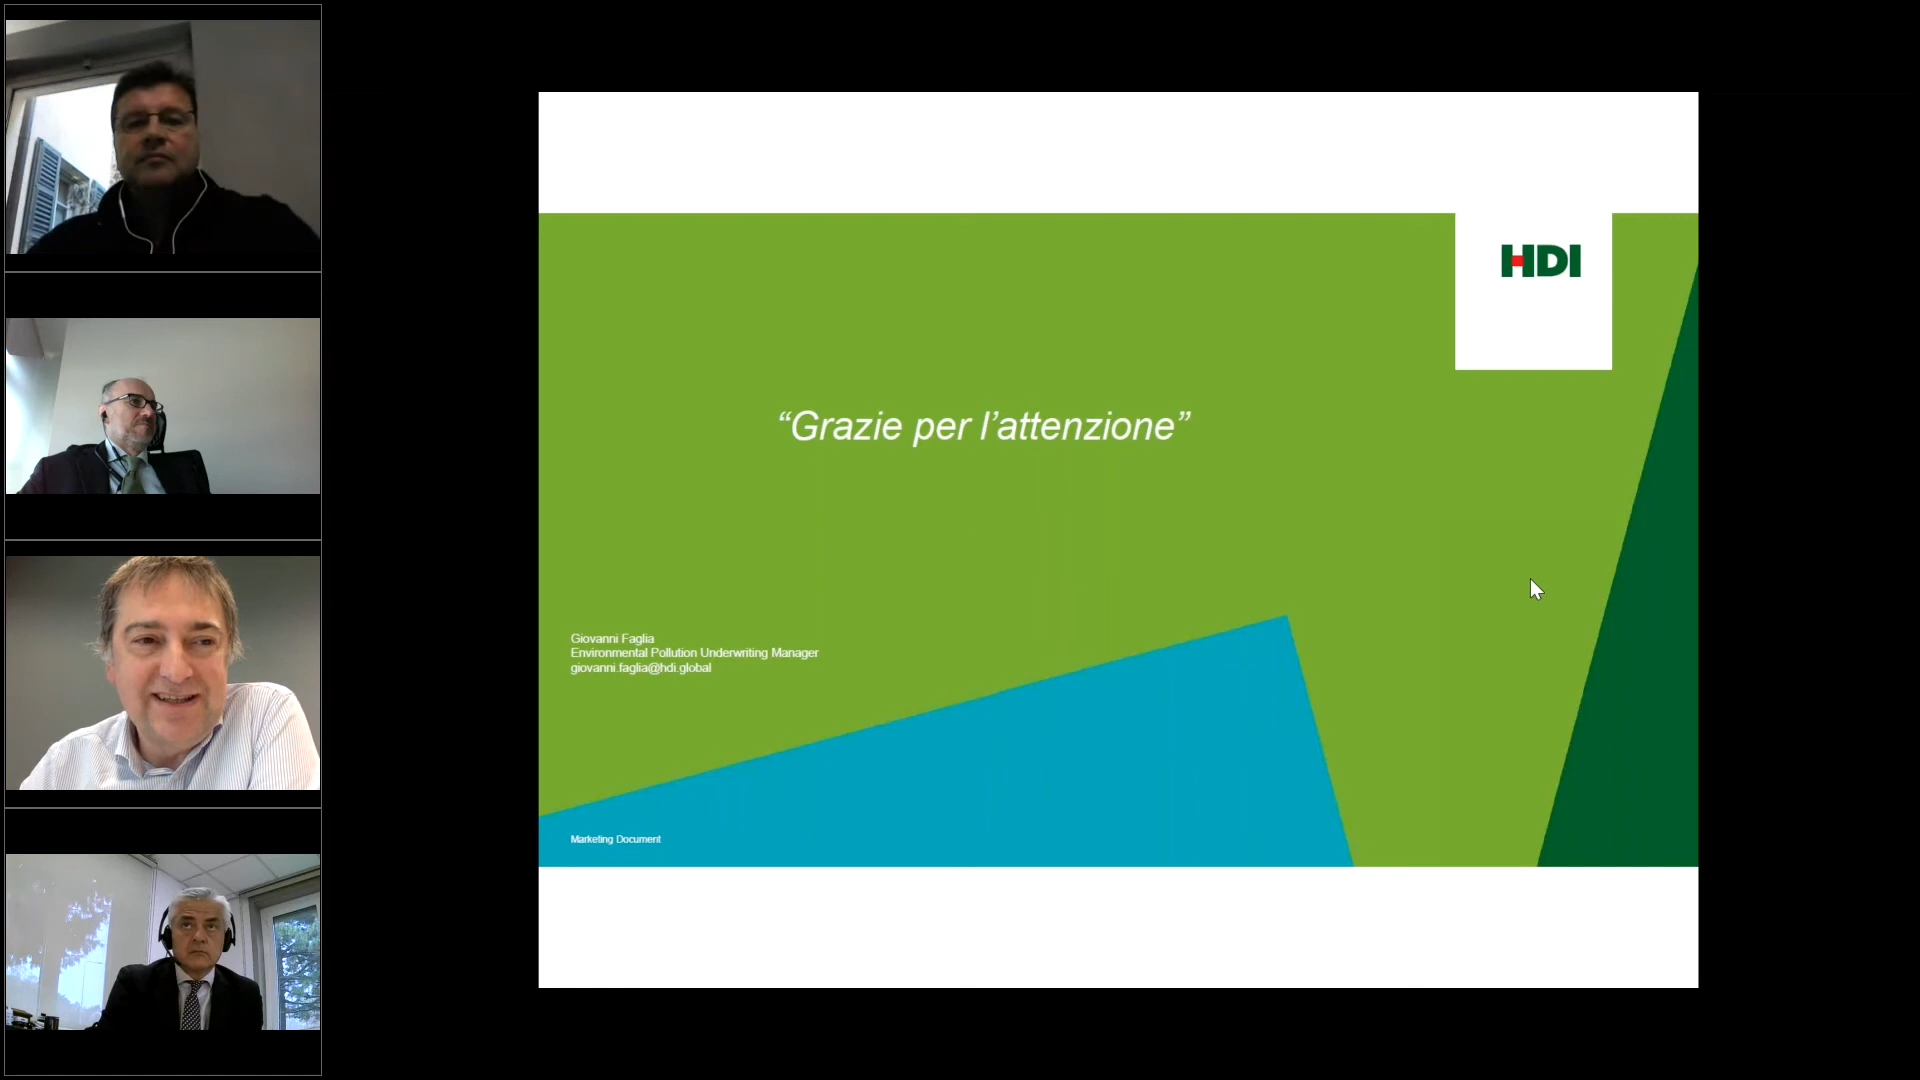 HDI
“Grazie per l’attenzione”
Giovanni Faglia
Environmental Pollution Underwriting Manager
giovanni.faglia@hdi.global
Marketing Document